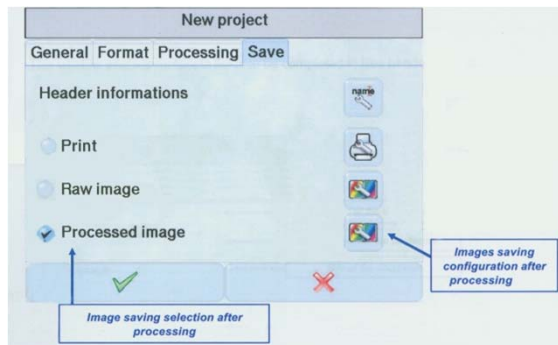 New project
General Format Processing Save
Header informations
name
Print
Raw image
Processed image
Images saving
configuration after
processing
Image saving selection after
processing